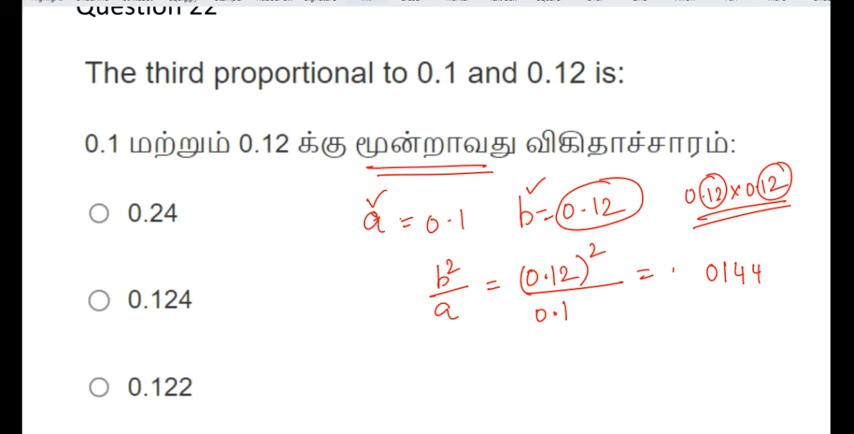 Question 22
The third proportional to 0.1 and 0.12 is:
0.1 மற்றும் 0.12 க்கு மூன்றாவது விகிதாச்சாரம்:
0.24
a = 0.1 b = 0.12 0.12 x 0.12
b²/a = (0.12)²/0.1 = . 0144
0.124
0.122